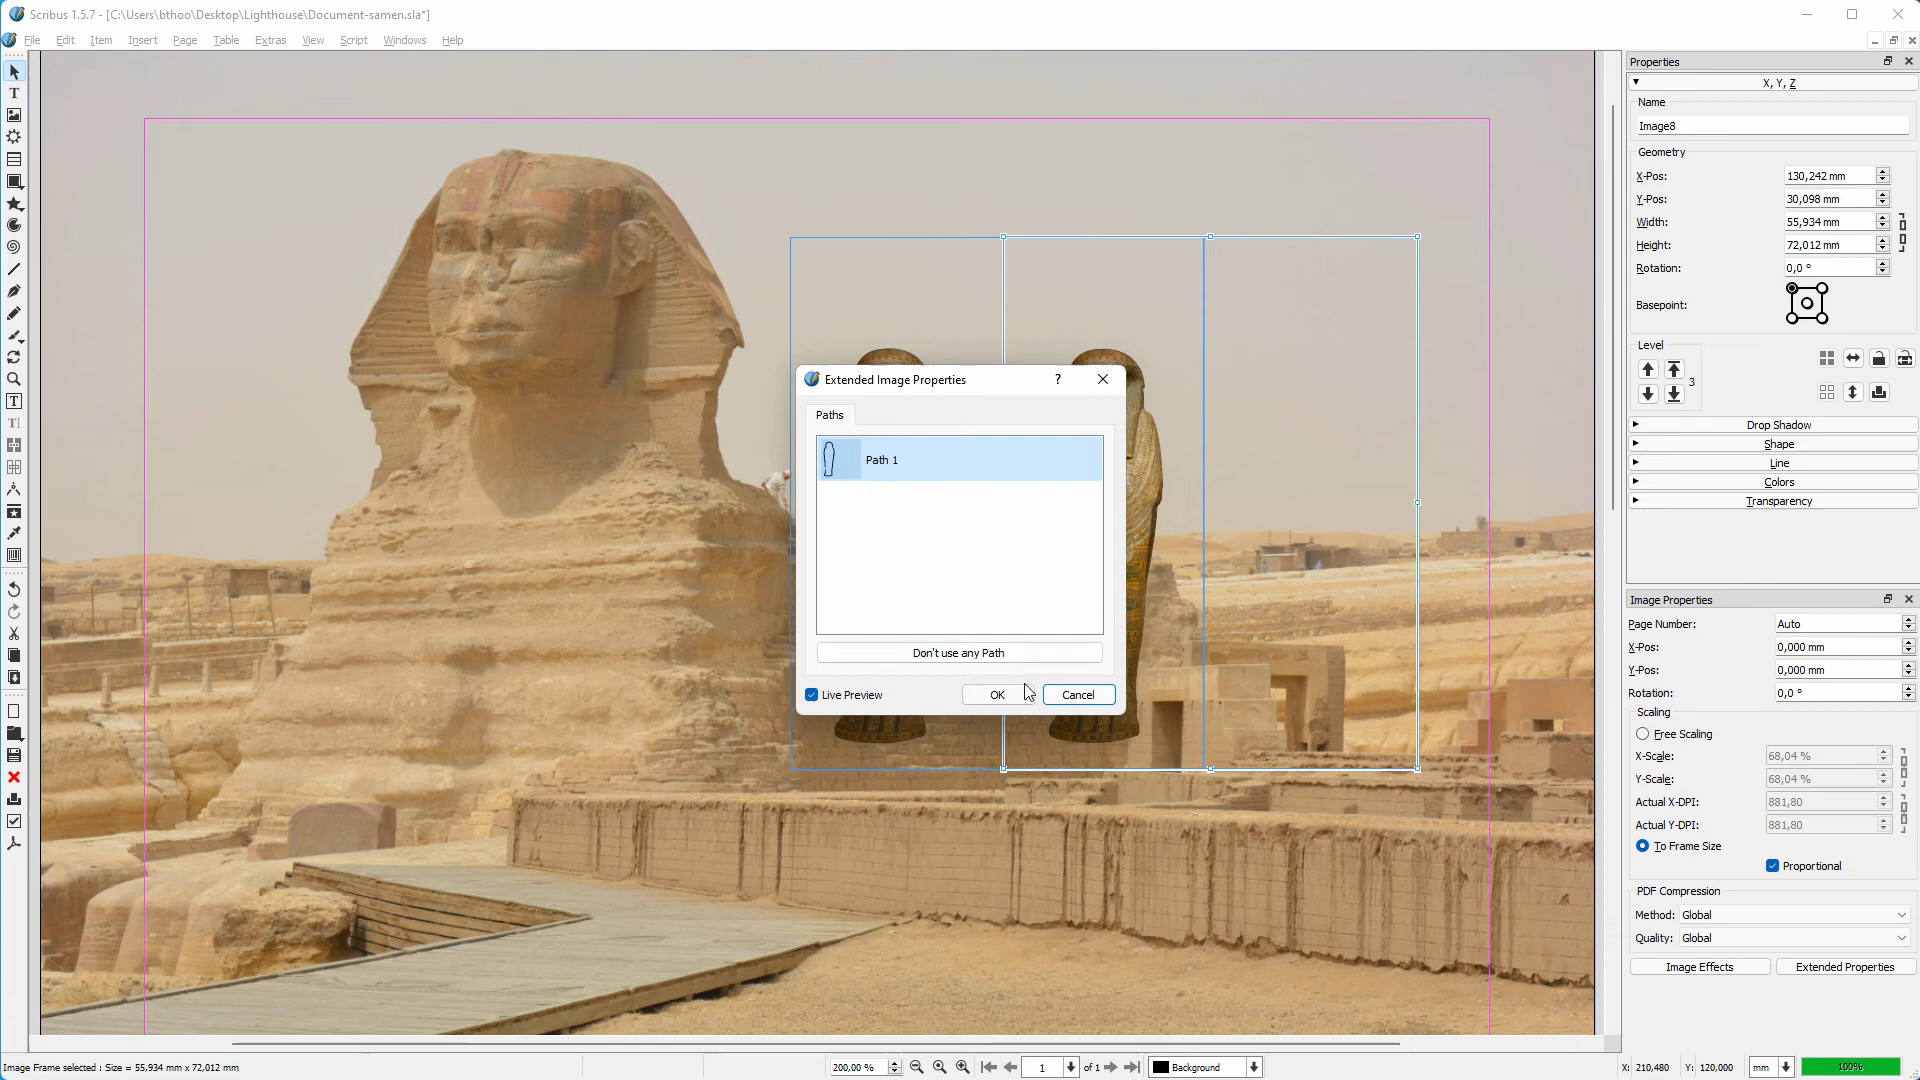 Scribus 1.5.7 - [C:\Users\bthoo\Desktop\Lighthouse\Document-samen.sla*]
File Edit Item Insert Page Table Extras View Script Windows Help
Properties
X, Y, Z
Name
Image8
Geometry
X-Pos: 130,242 mm
Y-Pos: 30,098 mm
Width: 55,934 mm
Height: 72,012 mm
Rotation: 0,0 °
Basepoint:
Level
3
Drop Shadow
Shape
Line
Colors
Transparency
Extended Image Properties
Paths
Path 1
Don't use any Path
Live Preview
OK
Cancel
Image Properties
Page Number: Auto
X-Pos: 0,000 mm
Y-Pos: 0,000 mm
Rotation: 0,0 °
Scaling
Free Scaling
X-Scale: 68,04 %
Y-Scale: 68,04 %
Actual X-DPI: 881,80
Actual Y-DPI: 881,80
To Frame Size
Proportional
PDF Compression
Method: Global
Quality: Global
Image Effects
Extended Properties
Image Frame selected : Size = 55,934 mm x 72,012 mm
200,00 %
1 of 1
Background
X: 210,480 Y: 120,000
mm
100%